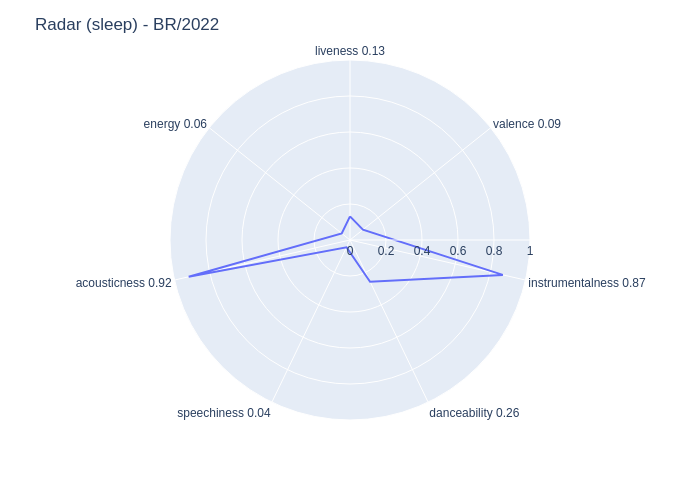 Radar (sleep) - BR/2022
liveness 0.13
energy 0.06
valence 0.09
0 0.2 0.4 0.6 0.8 1
acousticness 0.92
instrumentalness 0.87
speechiness 0.04
danceability 0.26